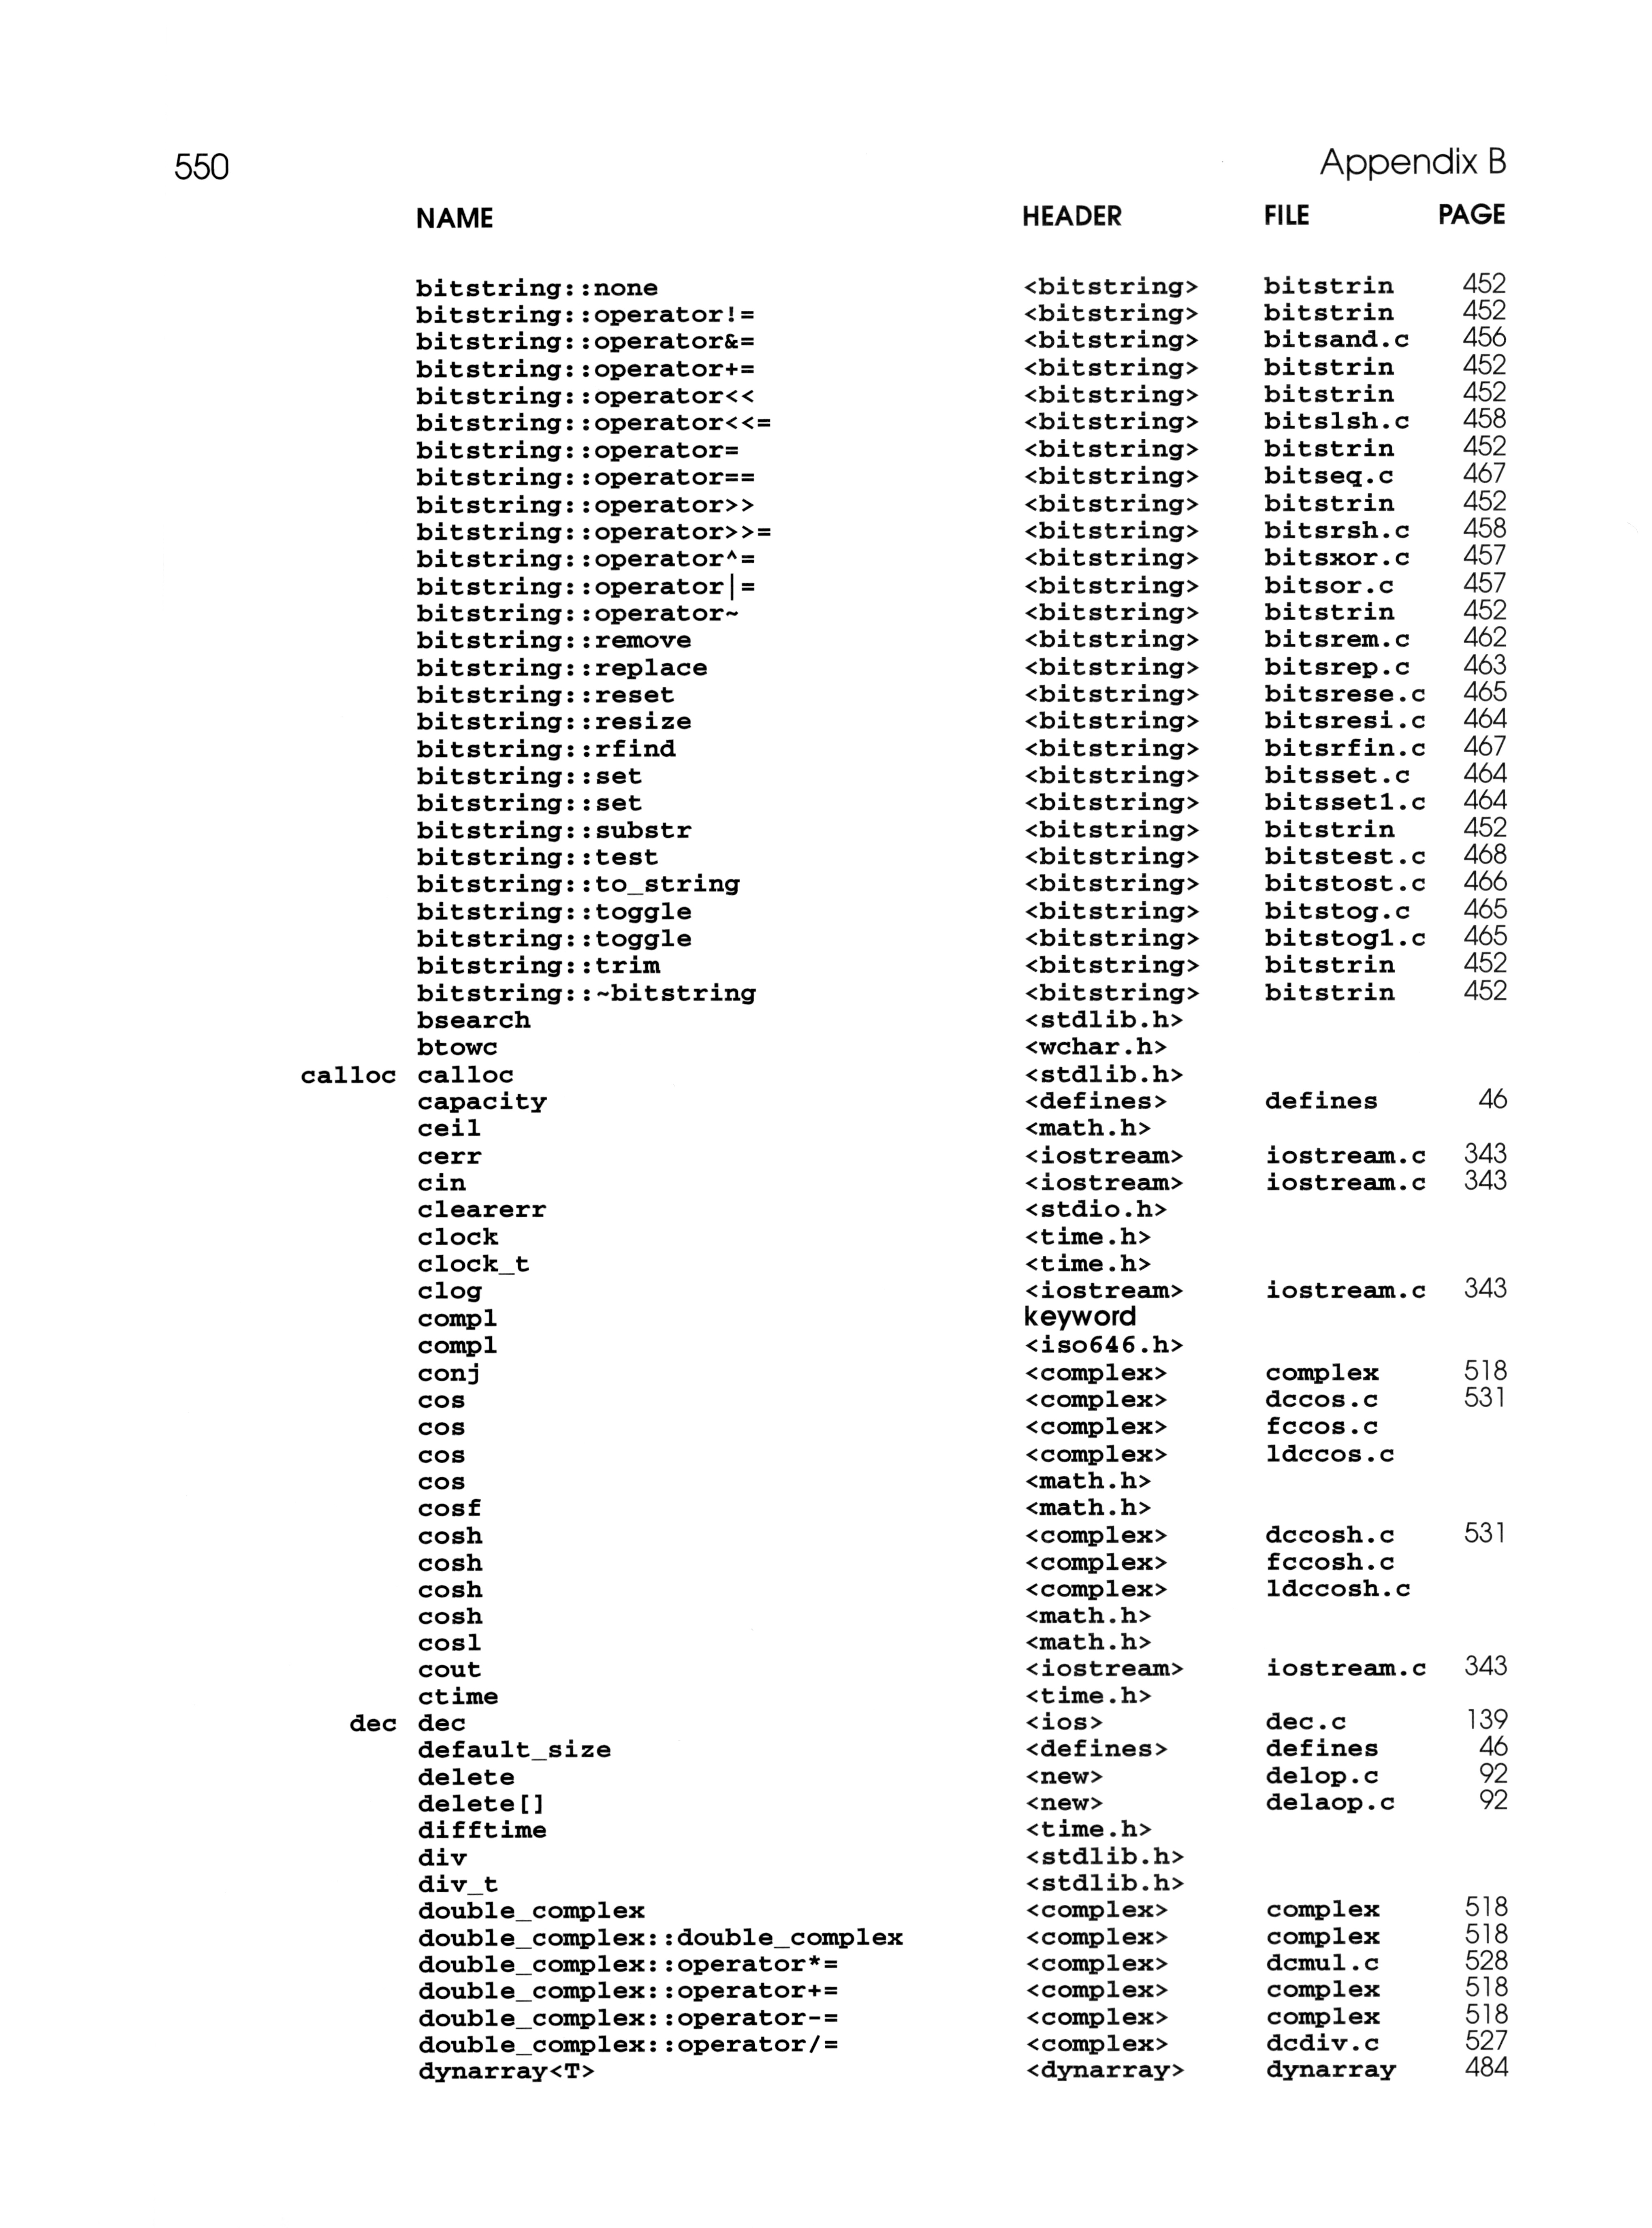 550 Appendix B
NAME HEADER FILE PAGE
bitstring::none <bitstring> bitstrin 452
bitstring::operator!= <bitstring> bitstrin 452
bitstring::operator&= <bitstring> bitsand.c 456
bitstring::operator+= <bitstring> bitstrin 452
bitstring::operator<< <bitstring> bitstrin 452
bitstring::operator<<= <bitstring> bitslsh.c 458
bitstring::operator= <bitstring> bitstrin 452
bitstring::operator== <bitstring> bitseq.c 467
bitstring::operator>> <bitstring> bitstrin 452
bitstring::operator>>= <bitstring> bitsrsh.c 458
bitstring::operator^= <bitstring> bitsxor.c 457
bitstring::operator|= <bitstring> bitsor.c 457
bitstring::operator~ <bitstring> bitstrin 452
bitstring::remove <bitstring> bitsrem.c 462
bitstring::replace <bitstring> bitsrep.c 463
bitstring::reset <bitstring> bitsrese.c 465
bitstring::resize <bitstring> bitsresi.c 464
bitstring::rfind <bitstring> bitsrfin.c 467
bitstring::set <bitstring> bitsset.c 464
bitstring::set <bitstring> bitsset1.c 464
bitstring::substr <bitstring> bitstrin 452
bitstring::test <bitstring> bitstest.c 468
bitstring::to_string <bitstring> bitstost.c 466
bitstring::toggle <bitstring> bitstog.c 465
bitstring::toggle <bitstring> bitstog1.c 465
bitstring::trim <bitstring> bitstrin 452
bitstring::~bitstring <bitstring> bitstrin 452
bsearch <stdlib.h>
btowc <wchar.h>
calloc calloc <stdlib.h>
capacity <defines> defines 46
ceil <math.h>
cerr <iostream> iostream.c 343
cin <iostream> iostream.c 343
clearerr <stdio.h>
clock <time.h>
clock_t <time.h>
clog <iostream> iostream.c 343
compl keyword
compl <iso646.h>
conj <complex> complex 518
cos <complex> dccos.c 531
cos <complex> fccos.c
cos <complex> ldccos.c
cos <math.h>
cosf <math.h>
cosh <complex> dccosh.c 531
cosh <complex> fccosh.c
cosh <complex> ldccosh.c
cosh <math.h>
cosl <math.h>
cout <iostream> iostream.c 343
ctime <time.h>
dec dec <ios> dec.c 139
default_size <defines> defines 46
delete <new> delop.c 92
delete[] <new> delaop.c 92
difftime <time.h>
div <stdlib.h>
div_t <stdlib.h>
double_complex <complex> complex 518
double_complex::double_complex <complex> complex 518
double_complex::operator*= <complex> dcmul.c 528
double_complex::operator+= <complex> complex 518
double_complex::operator-= <complex> complex 518
double_complex::operator/= <complex> dcdiv.c 527
dynarray<T> <dynarray> dynarray 484